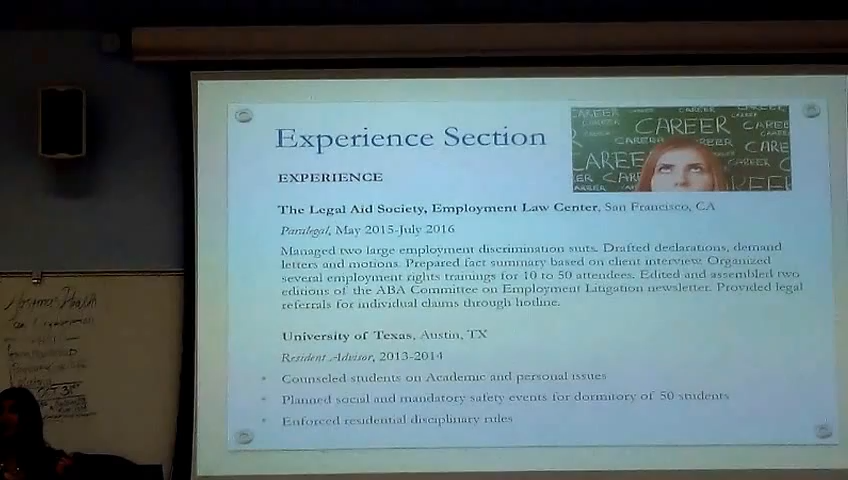 Experience Section
CAREER
CAREER
CAREER
CAREER
CAREER
EXPERIENCE
The Legal Aid Society, Employment Law Center, San Francisco, CA
Paralegal, May 2015-July 2016
Managed two large employment discrimination suits. Drafted declarations, demand
letters and motions. Prepared fact summary based on client interview. Organized
several employment rights trainings for 10 to 50 attendees. Edited and assembled two
editions of the ABA Committee on Employment Litigation newsletter. Provided legal
referrals for individual claims through hotline.
University of Texas, Austin, TX
Resident Advisor, 2013-2014
• Counseled students on Academic and personal issues
• Planned social and mandatory safety events for dormitory of 50 students
• Enforced residential disciplinary rules